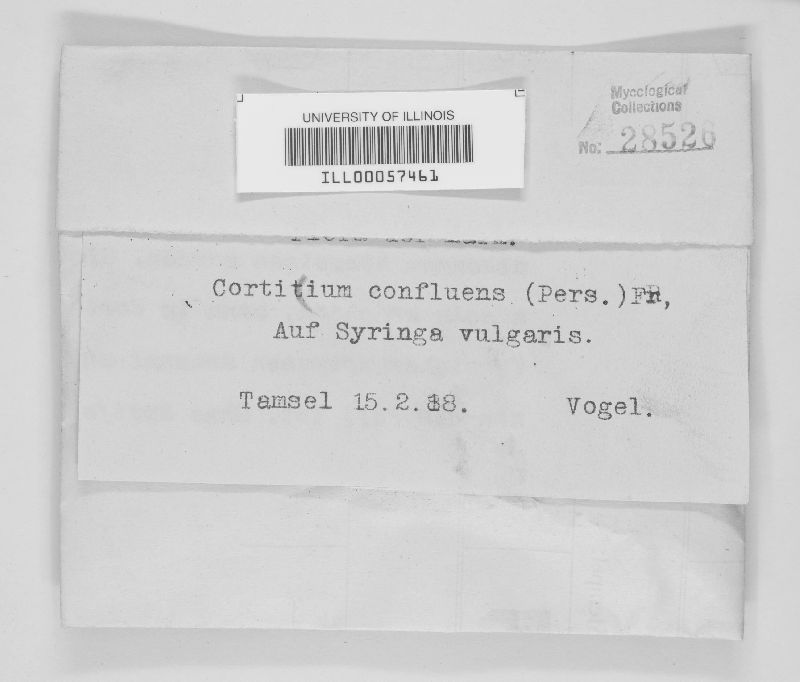 UNIVERSITY OF ILLINOIS
ILL00057461
Mycological
Collections
No: 28526
Cortitium confluens (Pers.)Fr,
Auf Syringa vulgaris.
Tamsel 15.2.18. Vogel.